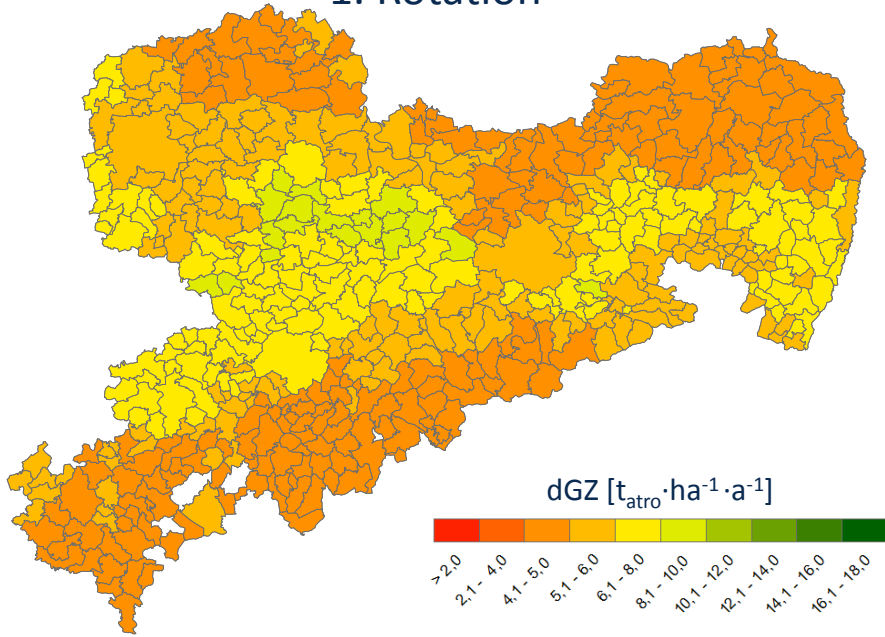 1. Rotation
dGZ [t_atro·ha⁻¹·a⁻¹]
> 2,0
2,1 - 4,0
4,1 - 5,0
5,1 - 6,0
6,1 - 8,0
8,1 - 10,0
10,1 - 12,0
12,1 - 14,0
14,1 - 16,0
16,1 - 18,0